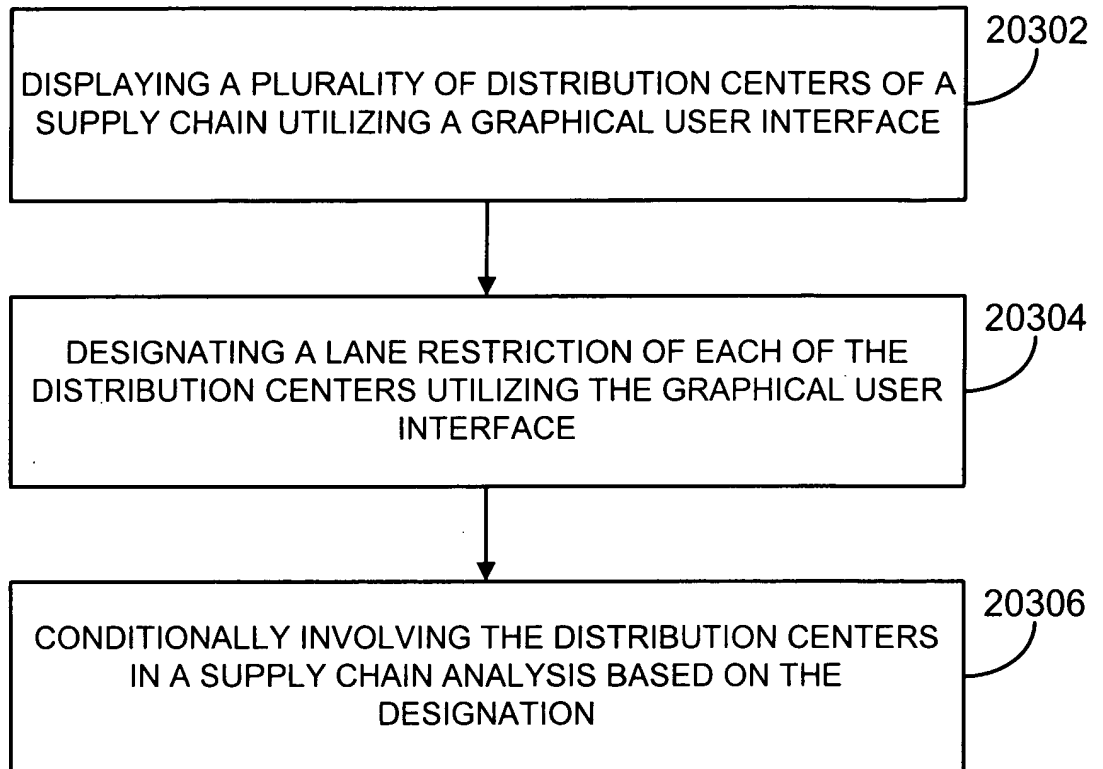 20302
DISPLAYING A PLURALITY OF DISTRIBUTION CENTERS OF A
SUPPLY CHAIN UTILIZING A GRAPHICAL USER INTERFACE
20304
DESIGNATING A LANE RESTRICTION OF EACH OF THE
DISTRIBUTION CENTERS UTILIZING THE GRAPHICAL USER
INTERFACE
20306
CONDITIONALLY INVOLVING THE DISTRIBUTION CENTERS
IN A SUPPLY CHAIN ANALYSIS BASED ON THE
DESIGNATION